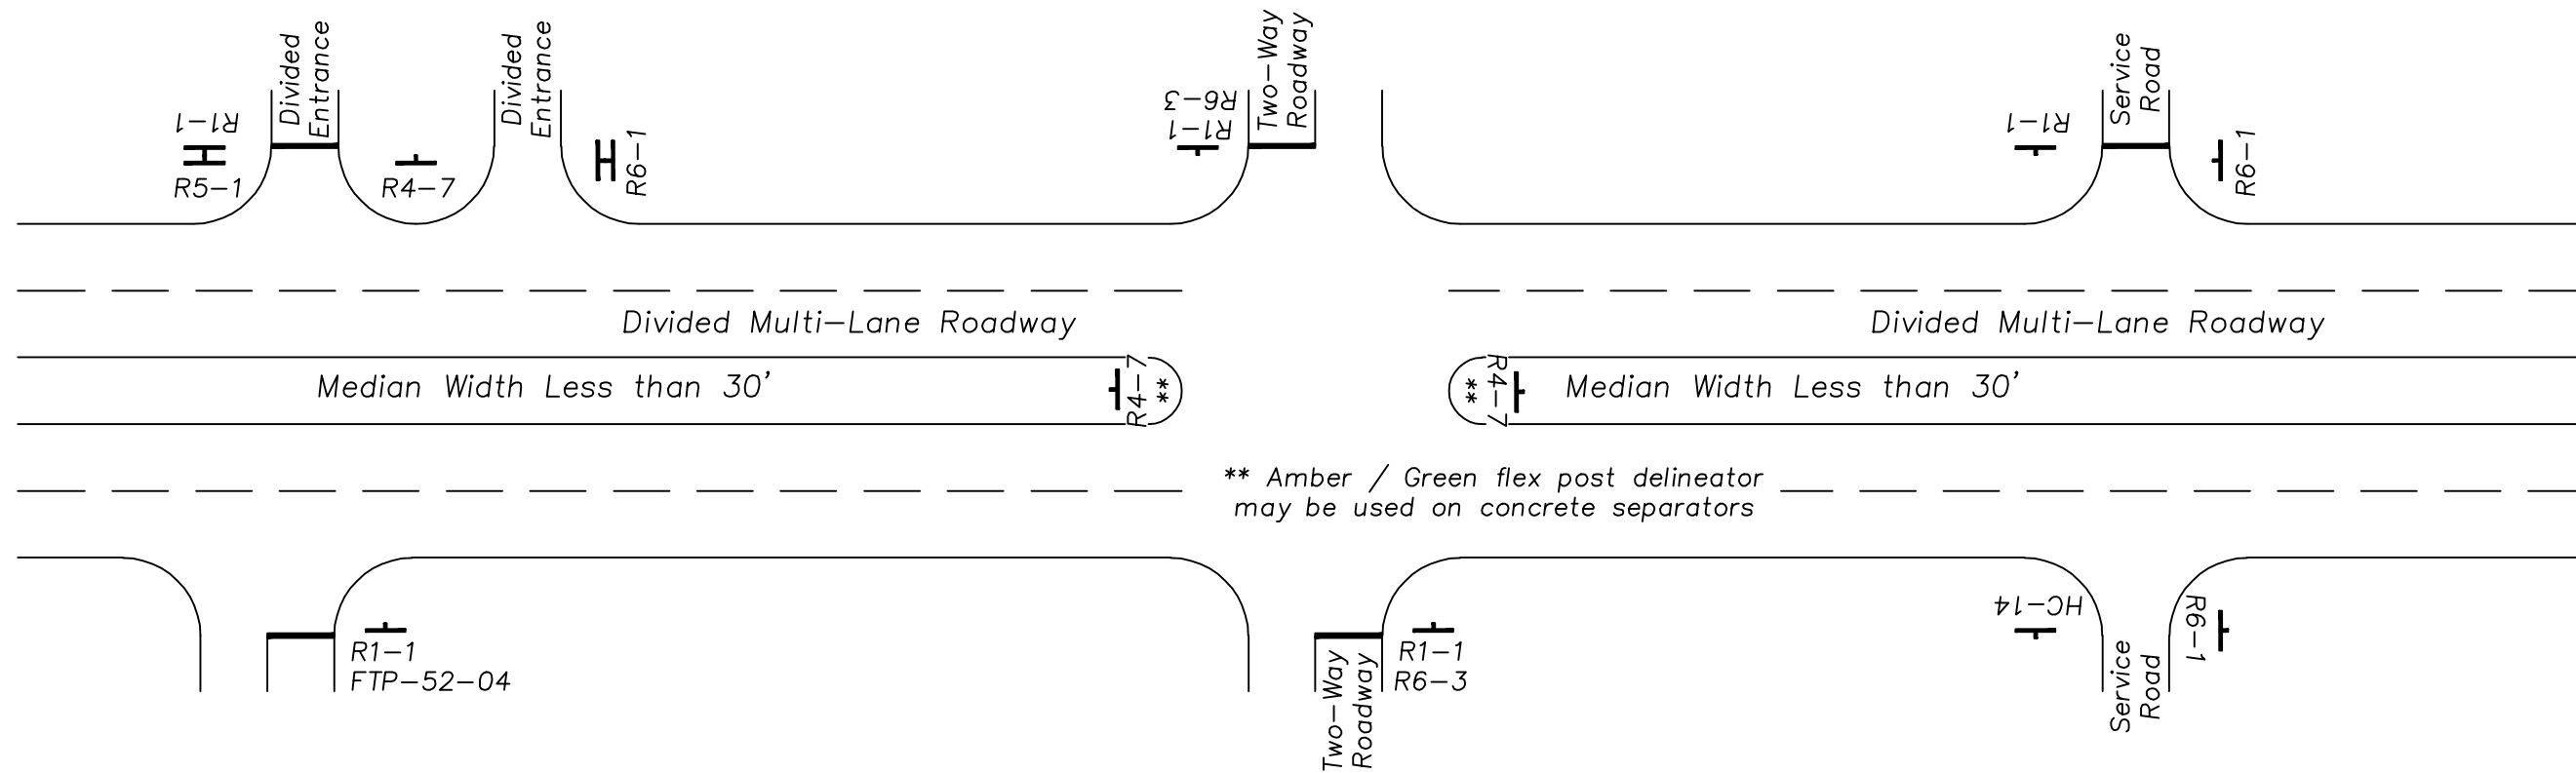 Divided
Entrance
Divided
Entrance
R1-1
R5-1
R4-7
R6-1
Two-Way
Roadway
R6-3
R1-1
Service
Road
R1-1
R6-1
Divided Multi-Lane Roadway
Divided Multi-Lane Roadway
Median Width Less than 30'
R4-7
**
**
R4-7
Median Width Less than 30'
** Amber / Green flex post delineator
may be used on concrete separators
R1-1
FTP-52-04
Two-Way
Roadway
R1-1
R6-3
HC-14
Service
Road
R6-1